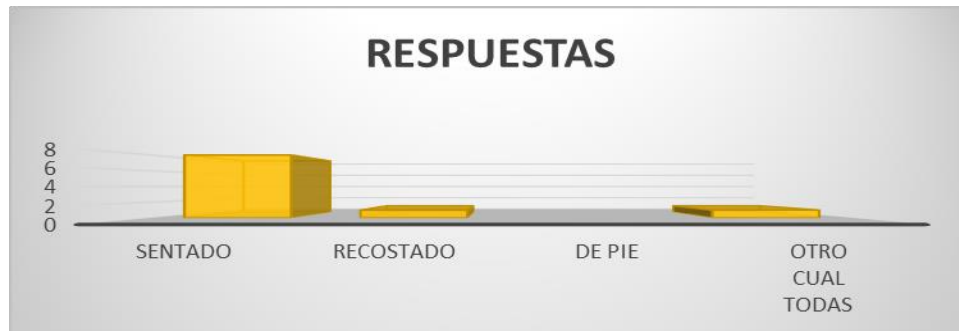 RESPUESTAS
8
6
4
2
0
SENTADO
RECOSTADO
DE PIE
OTRO
CUAL
TODAS